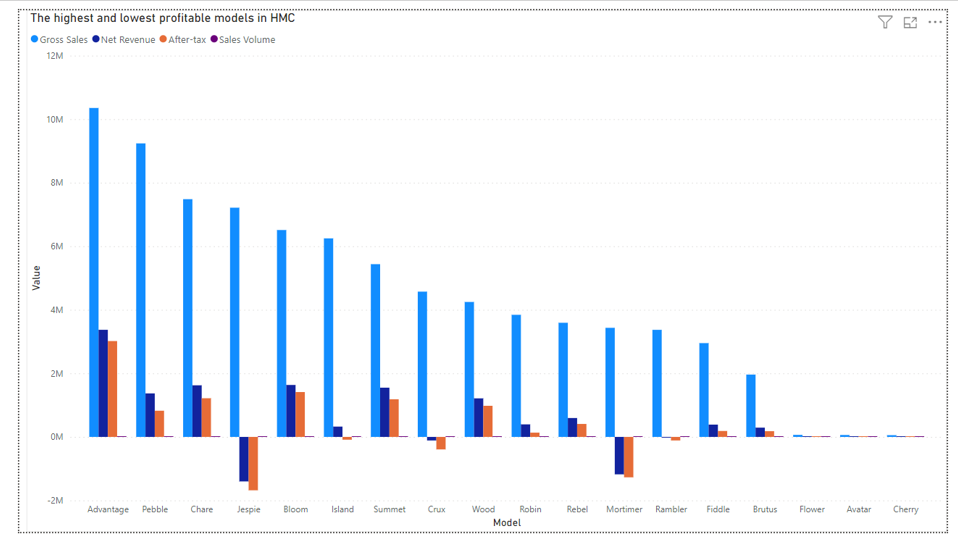 The highest and lowest profitable models in HMC
Gross Sales Net Revenue After-tax Sales Volume
12M
10M
8M
6M
4M
2M
0M
-2M
Value
Advantage Pebble Chare Jespie Bloom Island Summet Crux Wood Robin Rebel Mortimer Rambler Fiddle Brutus Flower Avatar Cherry
Model